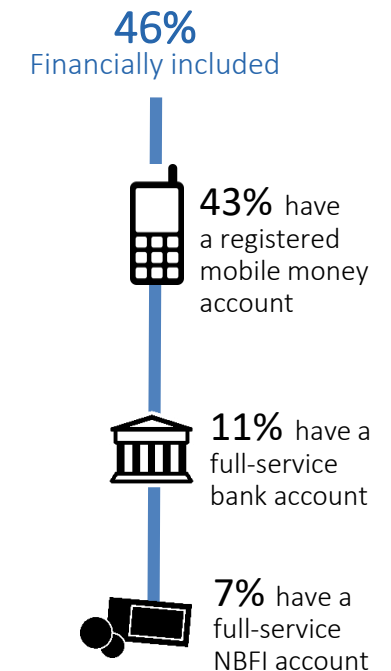 46%
Financially included
43% have
a registered
mobile money
account
11% have a
full-service
bank account
7% have a
full-service
NBFI account